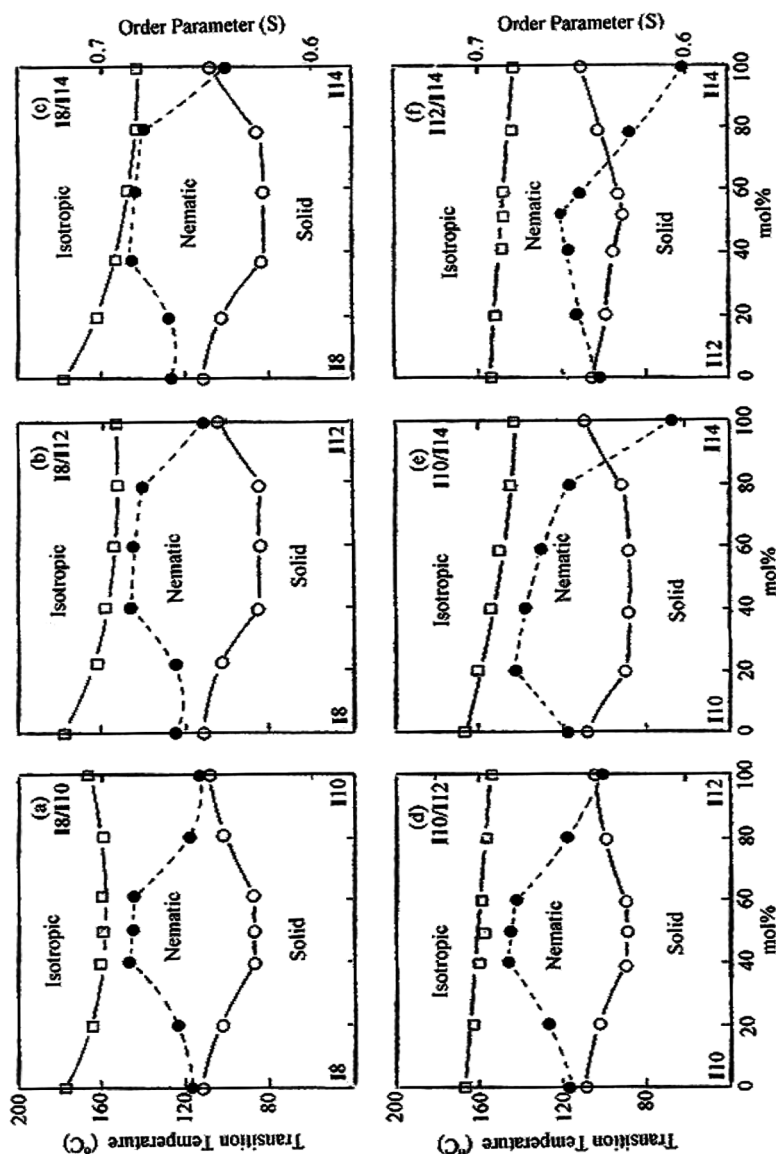 Transition Temperature (°C)
200
160
120
80
40
(a)
I8/I10
Isotropic
Nematic
Solid
I8
I10
(b)
I8/I12
Isotropic
Nematic
Solid
I8
I12
(c)
I8/I14
Isotropic
Nematic
Solid
I8
I14
0.7
0.6
Order Parameter (S)
Transition Temperature (°C)
200
160
120
80
40
(d)
I10/I12
Isotropic
Nematic
Solid
I10
I12
0 20 40 60 80 100
mol%
(e)
I10/I14
Isotropic
Nematic
Solid
I10
I14
0 20 40 60 80 100
mol%
(f)
I12/I14
Isotropic
Nematic
Solid
I12
I14
0 20 40 60 80 100
mol%
0.7
0.6
Order Parameter (S)